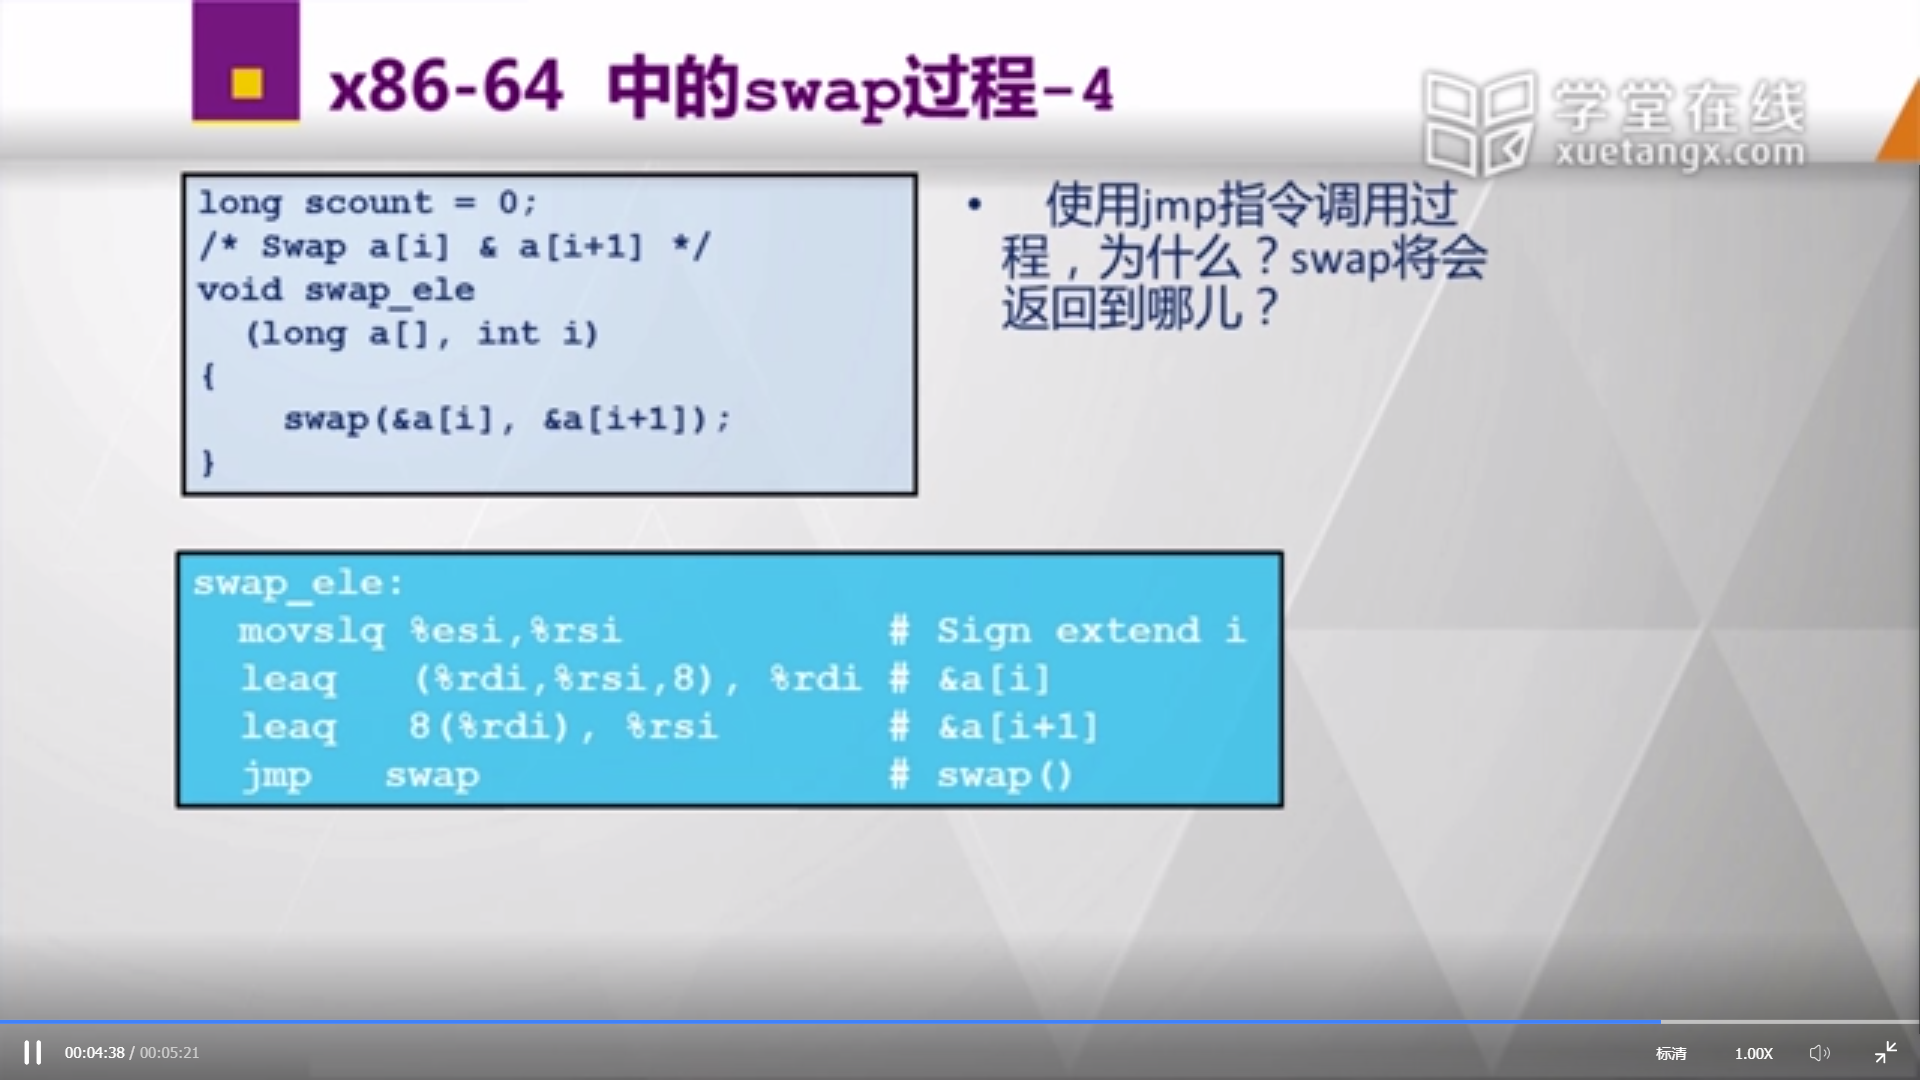 x86-64 中的swap过程-4
学堂在线
xuetangx.com
long scount = 0;
/* Swap a[i] & a[i+1] */
void swap_ele
(long a[], int i)
{
swap(&a[i], &a[i+1]);
}
• 使用jmp指令调用过
程，为什么？swap将会
返回到哪儿？
swap_ele:
movslq %esi,%rsi # Sign extend i
leaq (%rdi,%rsi,8), %rdi # &a[i]
leaq 8(%rdi), %rsi # &a[i+1]
jmp swap # swap()
00:04:38 / 00:05:21
标清
1.00X